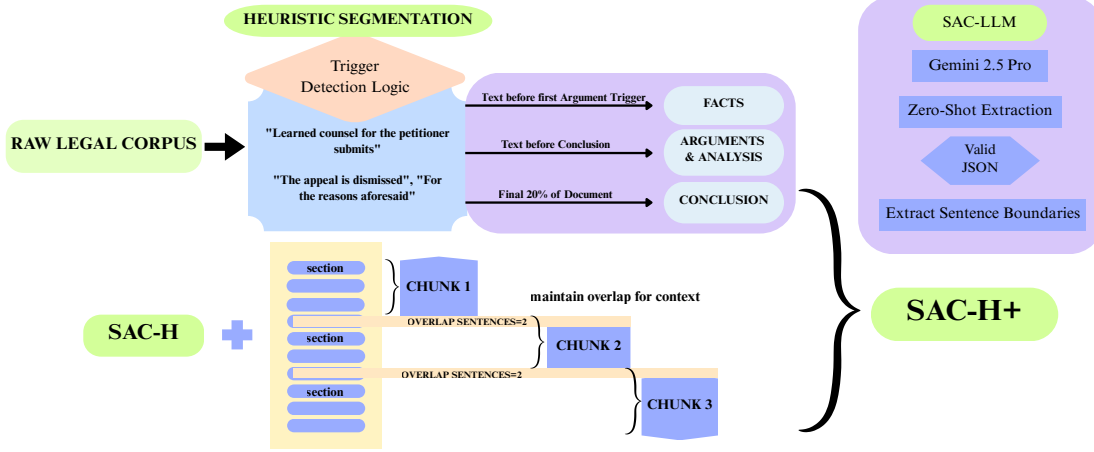 HEURISTIC SEGMENTATION
Trigger
Detection Logic
RAW LEGAL CORPUS
"Learned counsel for the petitioner
submits"
"The appeal is dismissed", "For
the reasons aforesaid"
Text before first Argument Trigger
FACTS
Text before Conclusion
ARGUMENTS
& ANALYSIS
Final 20% of Document
CONCLUSION
SAC-LLM
Gemini 2.5 Pro
Zero-Shot Extraction
Valid
JSON
Extract Sentence Boundaries
SAC-H
section
CHUNK 1
maintain overlap for context
OVERLAP SENTENCES=2
section
CHUNK 2
OVERLAP SENTENCES=2
section
CHUNK 3
SAC-H+